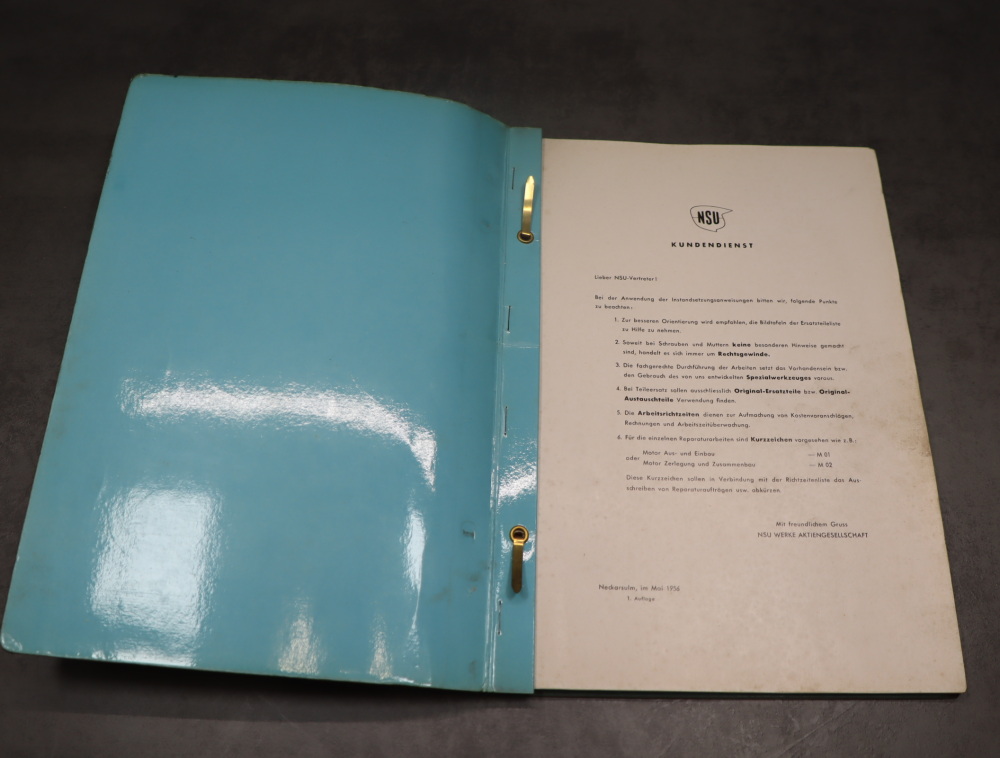 NSU
KUNDENDIENST
Lieber NSU-Vertreter!
Bei der Anwendung der Instandsetzungsanweisungen bitten wir, folgende Punkte
zu beachten:
1. Zur besseren Orientierung wird empfohlen, die Bildtafeln der Ersatzteilliste
zu Hilfe zu nehmen.
2. Soweit bei Schrauben und Muttern keine besonderen Hinweise gemacht
sind, handelt es sich immer um Rechtsgewinde.
3. Die fachgerechte Durchführung der Arbeiten setzt das Vorhandensein bzw.
den Gebrauch des von uns entwickelten Spezialwerkzeuges voraus.
4. Bei Teileersatz sollen ausschliesslich Original-Ersatzteile bzw. Original-
Austauschteile Verwendung finden.
5. Die Arbeitsrichtzeiten dienen zur Aufmachung von Kostenvoranschlägen,
Rechnungen und Arbeitszeitüberwachung.
6. Für die einzelnen Reparaturarbeiten sind Kurzzeichen vorgesehen wie z.B.:
Motor Aus- und Einbau — M 01
oder
Motor Zerlegung und Zusammenbau — M 02
Diese Kurzzeichen sollen in Verbindung mit der Richtzeitenliste das Aus-
schreiben von Reparaturaufträgen usw. abkürzen.
Mit freundlichem Gruss
NSU WERKE AKTIENGESELLSCHAFT
Neckarsulm, im Mai 1956
1. Auflage